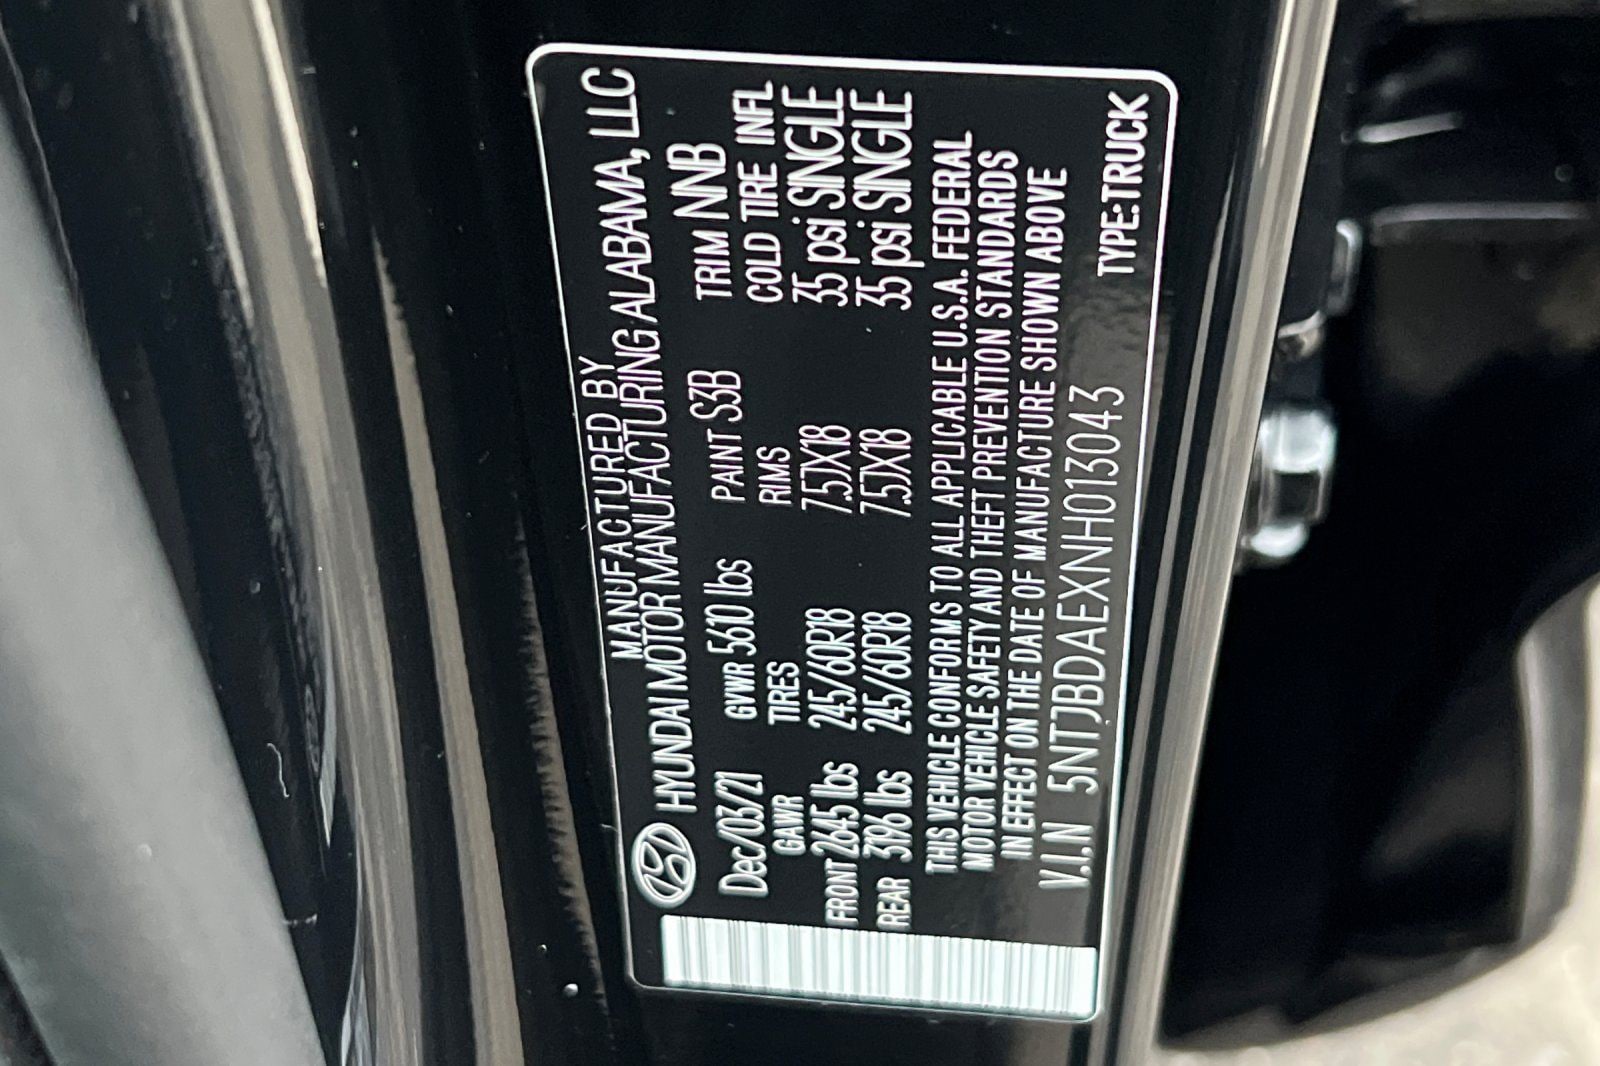 MANUFACTURED BY
HYUNDAI MOTOR MANUFACTURING ALABAMA, LLC
Dec/03/21 GVWR 5610 lbs PAINT S3B TRIM NNB
GAWR TIRES RIMS COLD TIRE INFL
FRONT 2645 lbs 245/60R18 7.5JX18 35 psi SINGLE
REAR 3196 lbs 245/60R18 7.5JX18 35 psi SINGLE
THIS VEHICLE CONFORMS TO ALL APPLICABLE U.S.A. FEDERAL
MOTOR VEHICLE SAFETY AND THEFT PREVENTION STANDARDS
IN EFFECT ON THE DATE OF MANUFACTURE SHOWN ABOVE
V.I.N 5NTJBDAEXNH013043 TYPE:TRUCK